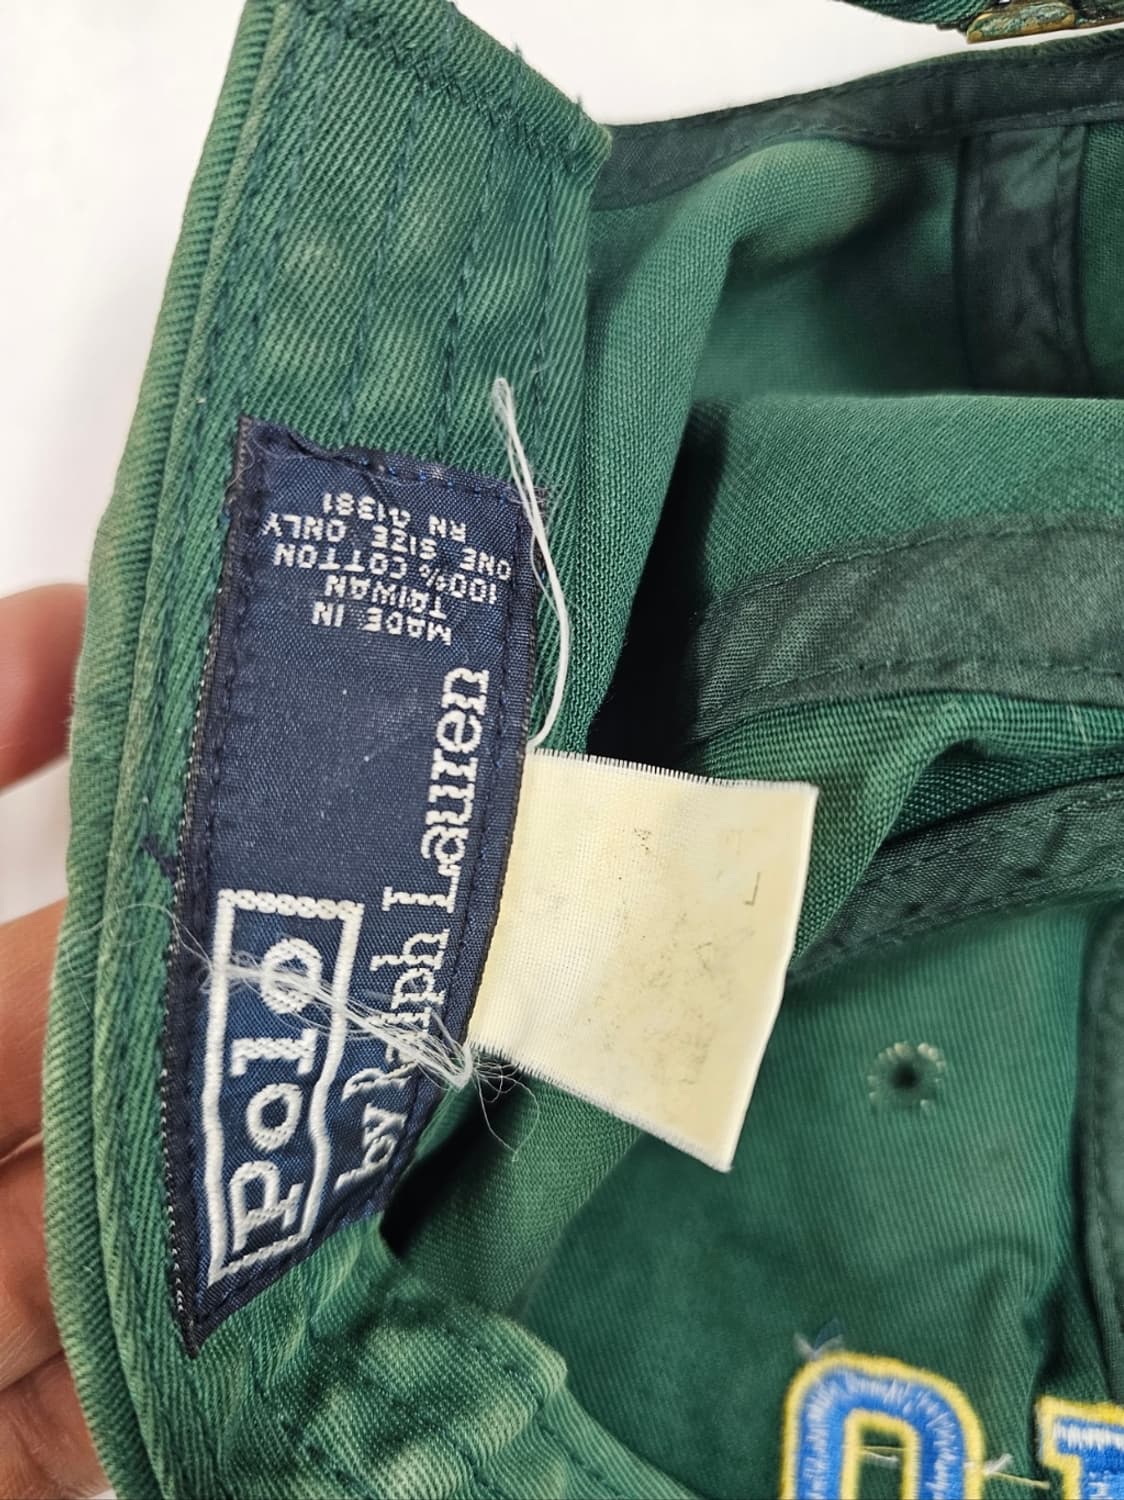 Polo
by Ralph Lauren
MADE IN
TAIWAN
100% COTTON
ONE SIZE ONLY
RN 41381